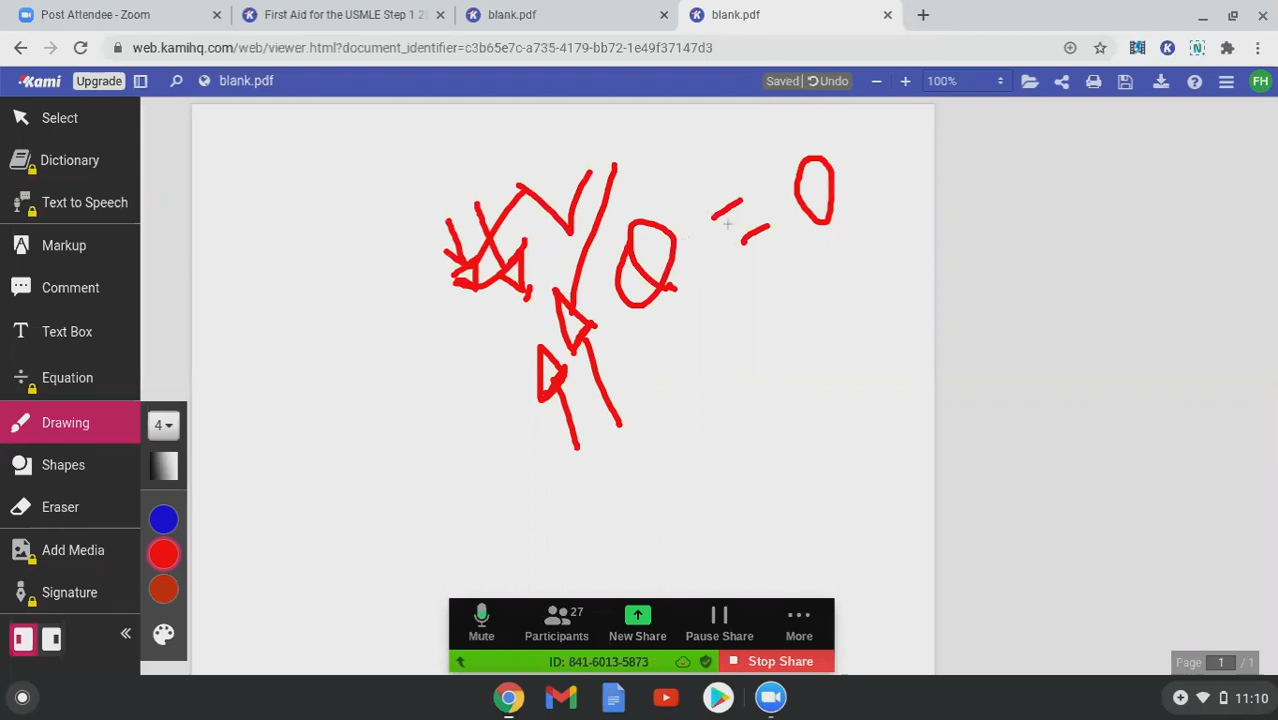 Post Attendee - Zoom
First Aid for the USMLE Step 1 2
blank.pdf
blank.pdf
web.kamihq.com/web/viewer.html?document_identifier=c3b65e7c-a735-4179-bb72-1e49f37147d3
Kami
Upgrade
blank.pdf
Saved
Undo
100%
FH
Select
Dictionary
Text to Speech
Markup
Comment
Text Box
Equation
Drawing
Shapes
Eraser
Add Media
Signature
4
Q = 0
Mute
Participants
27
New Share
Pause Share
More
ID: 841-6013-5873
Stop Share
Page 1 / 1
11:10